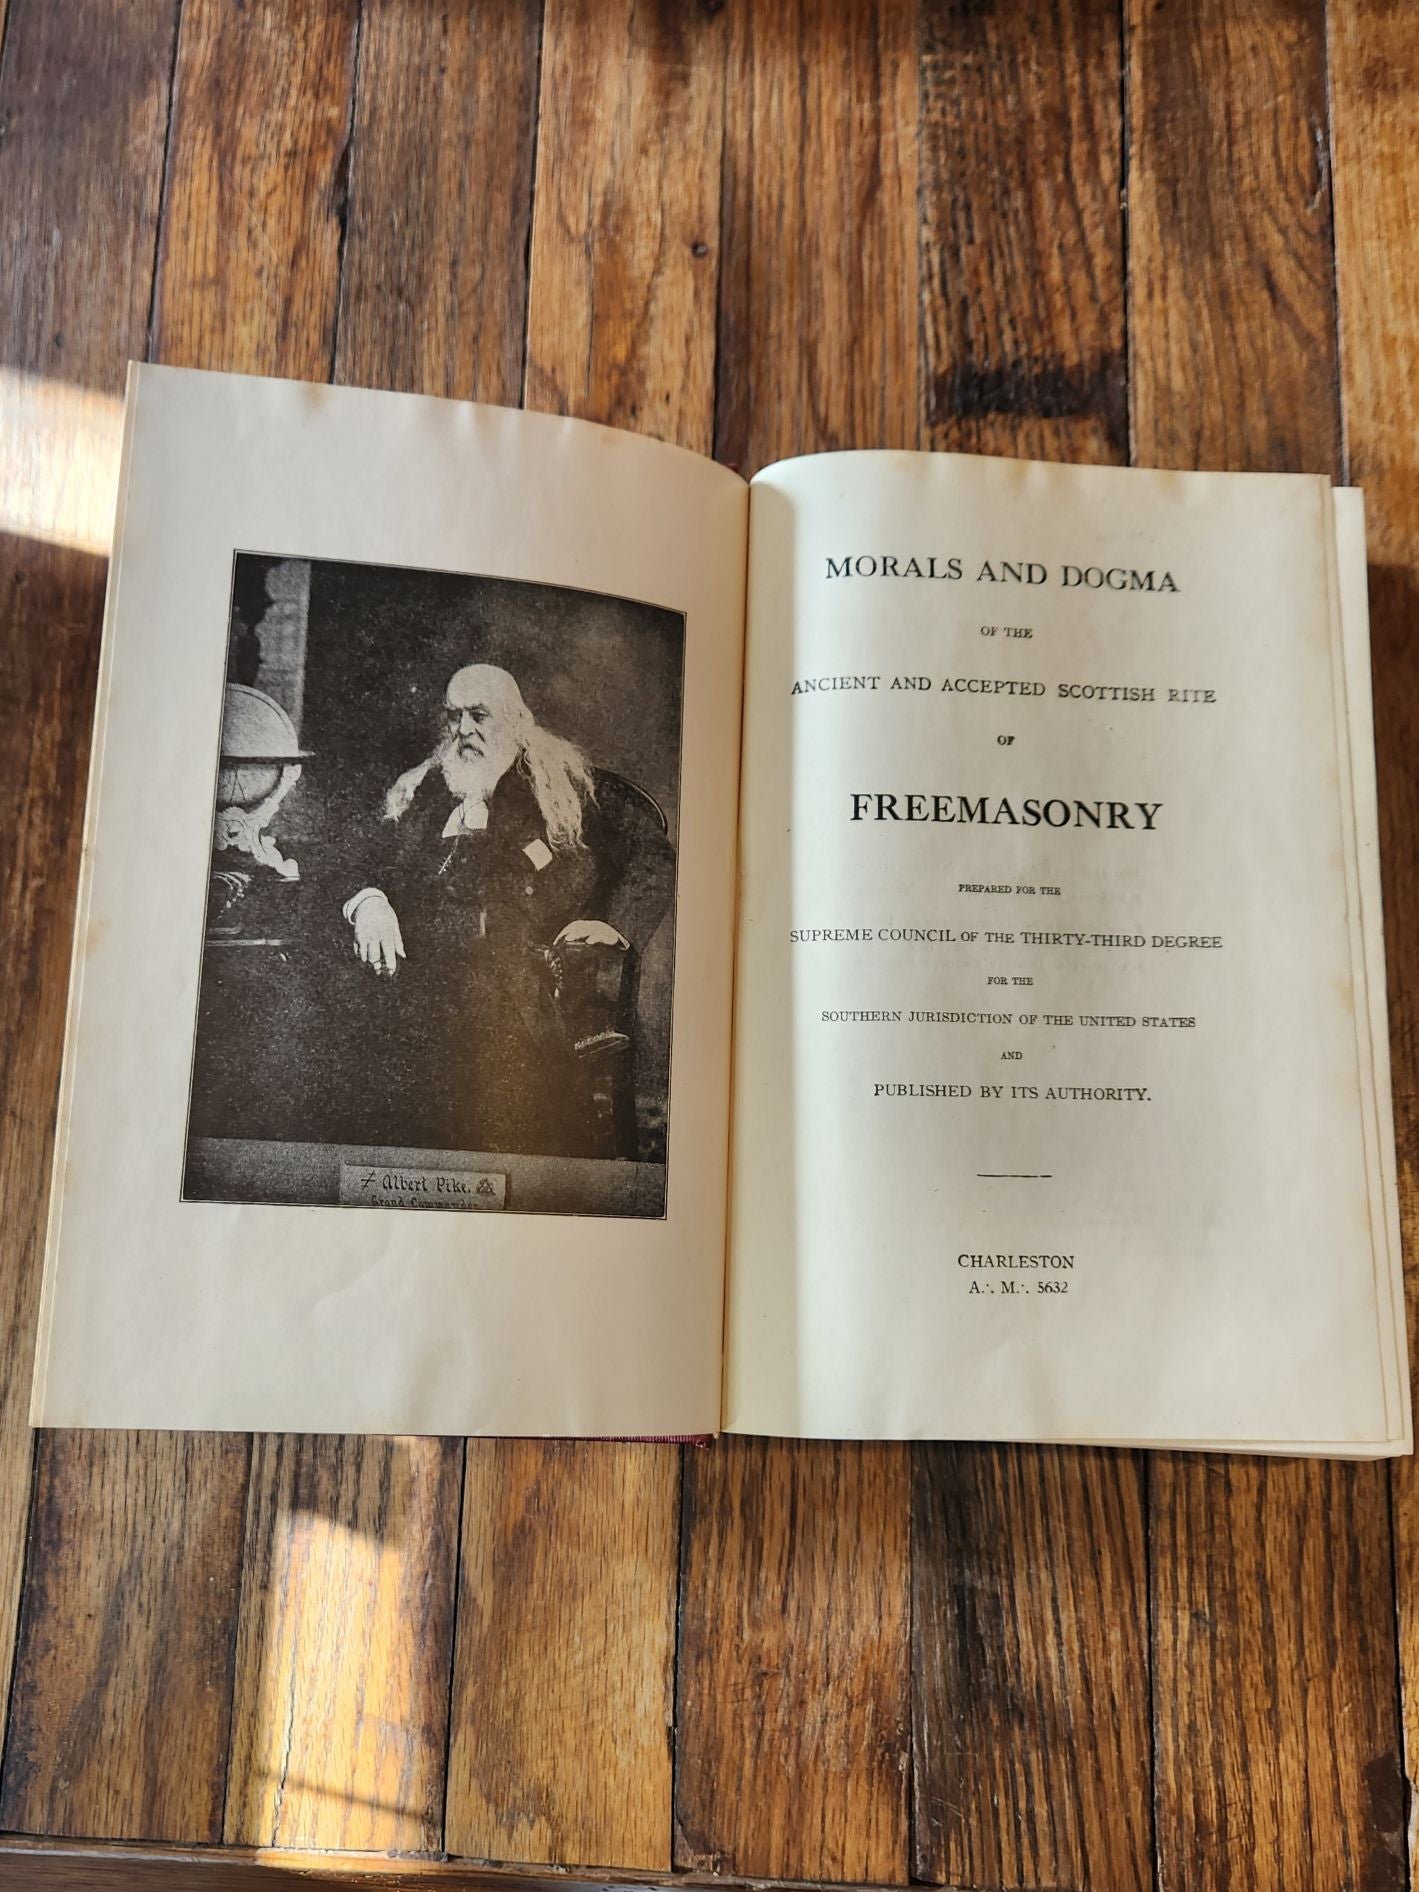 ≠ Albert Pike.
Grand Commander.
MORALS AND DOGMA
OF THE
ANCIENT AND ACCEPTED SCOTTISH RITE
OF
FREEMASONRY
PREPARED FOR THE
SUPREME COUNCIL OF THE THIRTY-THIRD DEGREE
FOR THE
SOUTHERN JURISDICTION OF THE UNITED STATES
AND
PUBLISHED BY ITS AUTHORITY.
CHARLESTON
A∴ M∴ 5632